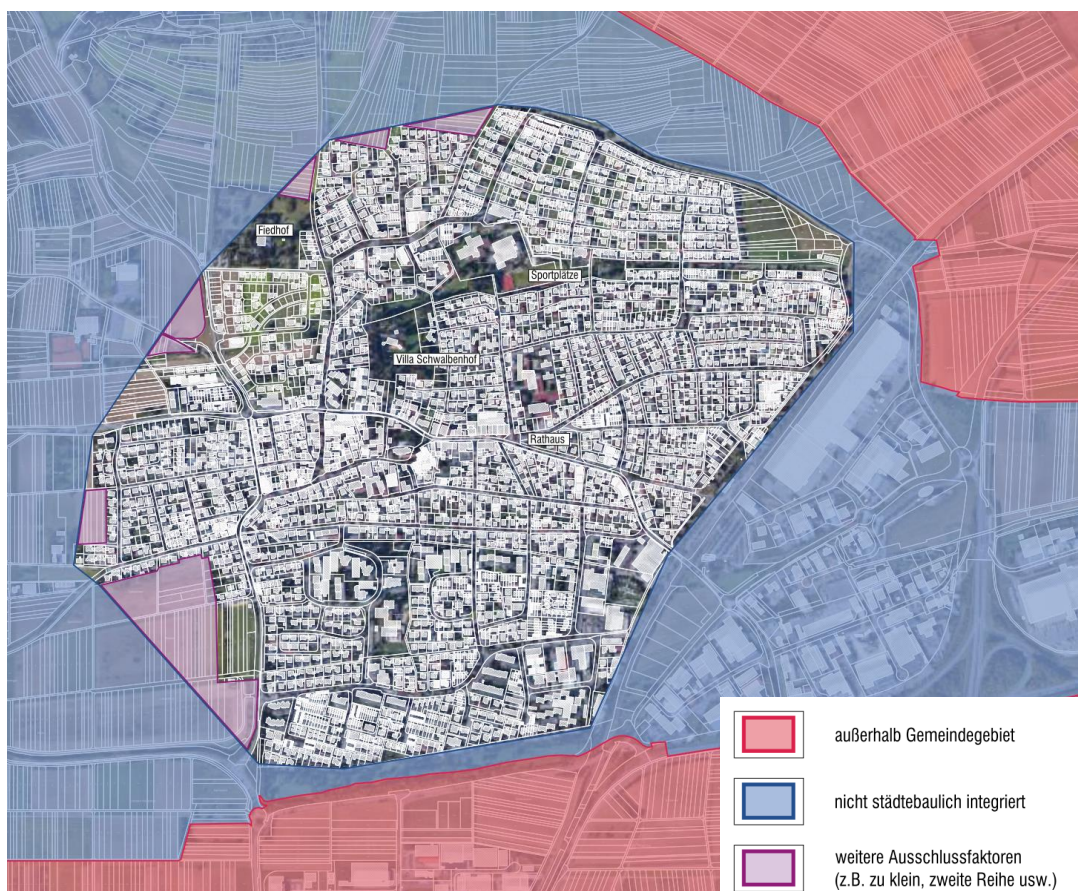 Fiedhof
Sportplätze
Villa Schwalbenhof
Rathaus
außerhalb Gemeindegebiet
nicht städtebaulich integriert
weitere Ausschlussfaktoren
(z.B. zu klein, zweite Reihe usw.)